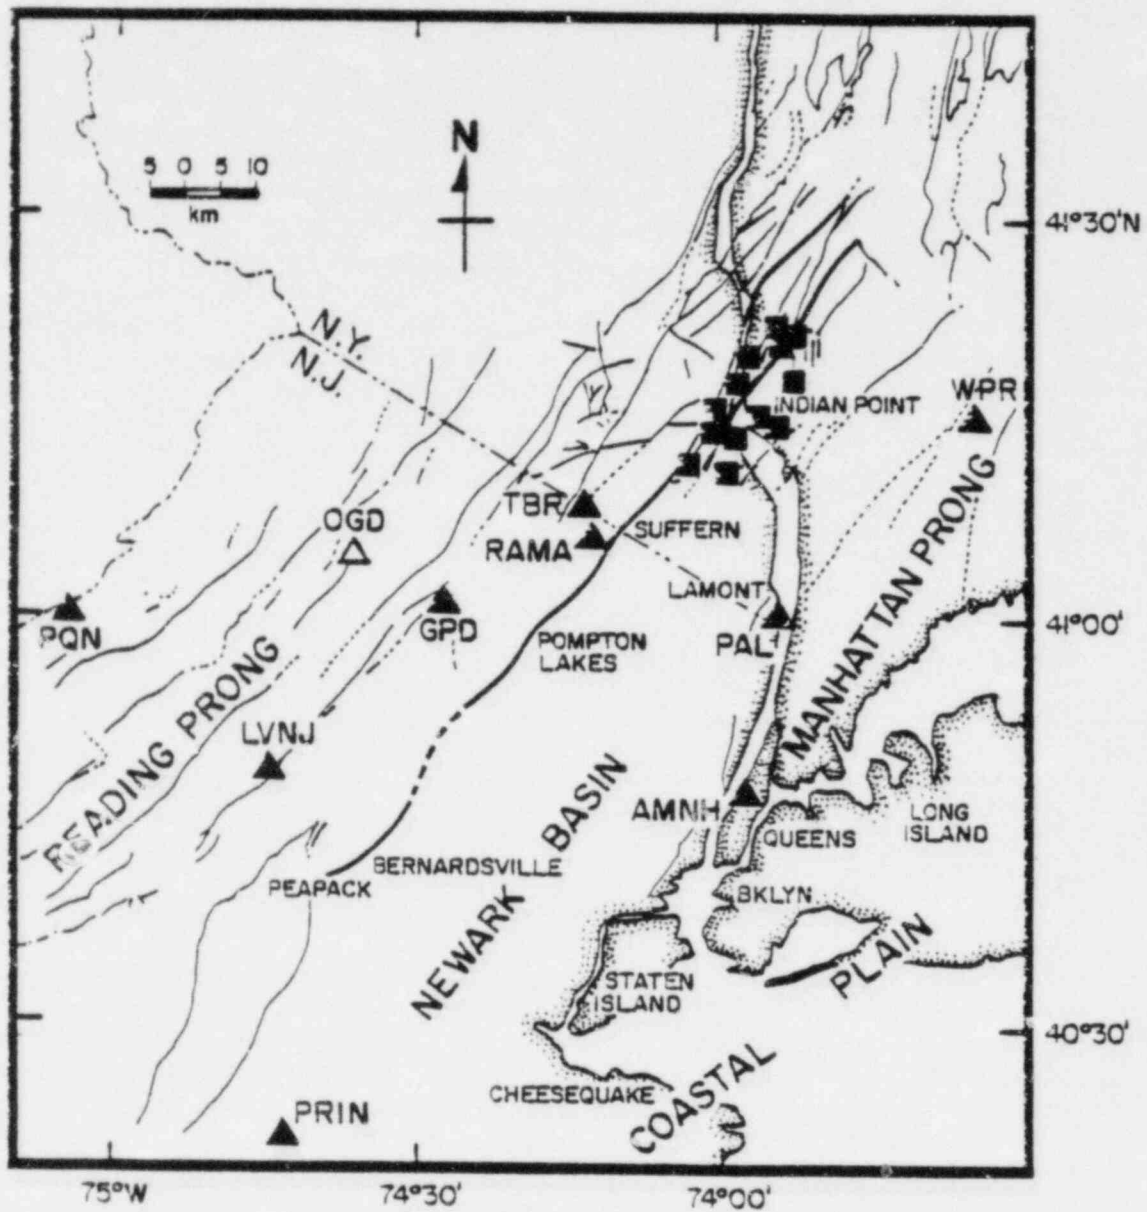 N
5 0 5 10
km
41°30'N
N.Y.
N.J.
INDIAN POINT
WPR
TBR
OGD
RAMA
SUFFERN
LAMONT
PQN
GPD
PAL
41°00'
POMPTON
LAKES
MANHATTAN PRONG
READING PRONG
LVNJ
AMNH
LONG
ISLAND
QUEENS
BERNARDSVILLE
PEAPACK
BKLYN
NEWARK BASIN
STATEN
ISLAND
COASTAL PLAIN
40°30'
CHEESEQUAKE
PRIN
75°W
74°30'
74°00'